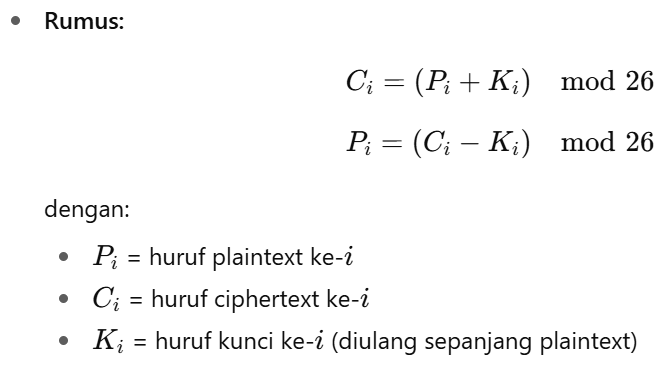 • Rumus:
C_i = (P_i + K_i) mod 26
P_i = (C_i − K_i) mod 26
dengan:
• P_i = huruf plaintext ke-i
• C_i = huruf ciphertext ke-i
• K_i = huruf kunci ke-i (diulang sepanjang plaintext)